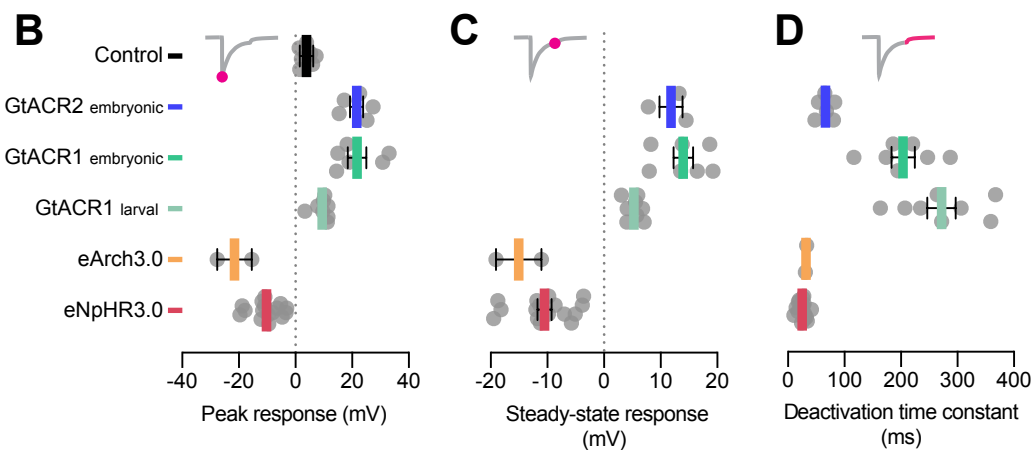 B
C
D
Control
GtACR2 embryonic
GtACR1 embryonic
GtACR1 larval
eArch3.0
eNpHR3.0
-40 -20 0 20 40
Peak response (mV)
-20 -10 0 10 20
Steady-state response
(mV)
0 100 200 300 400
Deactivation time constant
(ms)